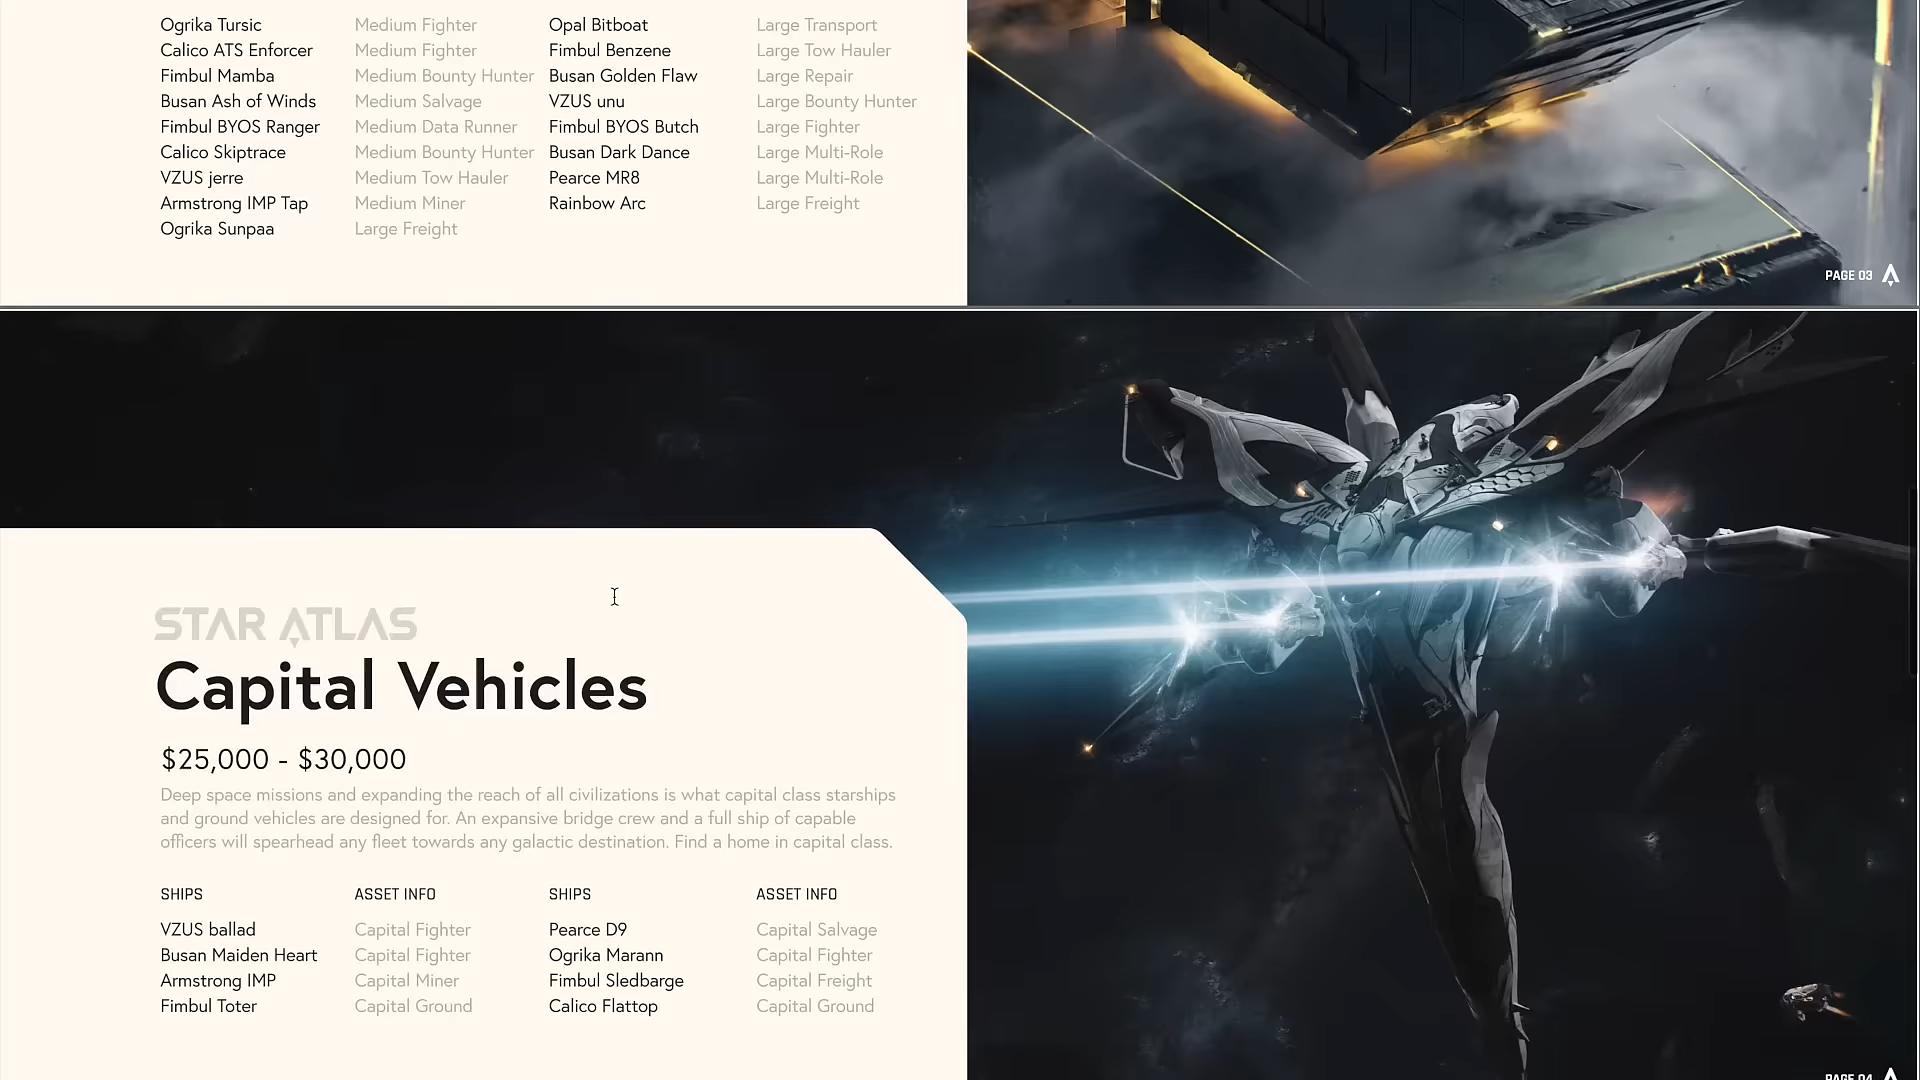 Ogrika Tursic Medium Fighter Opal Bitboat Large Transport
Calico ATS Enforcer Medium Fighter Fimbul Benzene Large Tow Hauler
Fimbul Mamba Medium Bounty Hunter Busan Golden Flaw Large Repair
Busan Ash of Winds Medium Salvage VZUS unu Large Bounty Hunter
Fimbul BYOS Ranger Medium Data Runner Fimbul BYOS Butch Large Fighter
Calico Skiptrace Medium Bounty Hunter Busan Dark Dance Large Multi-Role
VZUS jerre Medium Tow Hauler Pearce MR8 Large Multi-Role
Armstrong IMP Tap Medium Miner Rainbow Arc Large Freight
Ogrika Sunpaa Large Freight
PAGE 03
STAR ATLAS
Capital Vehicles
$25,000 - $30,000
Deep space missions and expanding the reach of all civilizations is what capital class starships
and ground vehicles are designed for. An expansive bridge crew and a full ship of capable
officers will spearhead any fleet towards any galactic destination. Find a home in capital class.
SHIPS ASSET INFO SHIPS ASSET INFO
VZUS ballad Capital Fighter Pearce D9 Capital Salvage
Busan Maiden Heart Capital Fighter Ogrika Marann Capital Fighter
Armstrong IMP Capital Miner Fimbul Sledbarge Capital Freight
Fimbul Toter Capital Ground Calico Flattop Capital Ground
PAGE 04